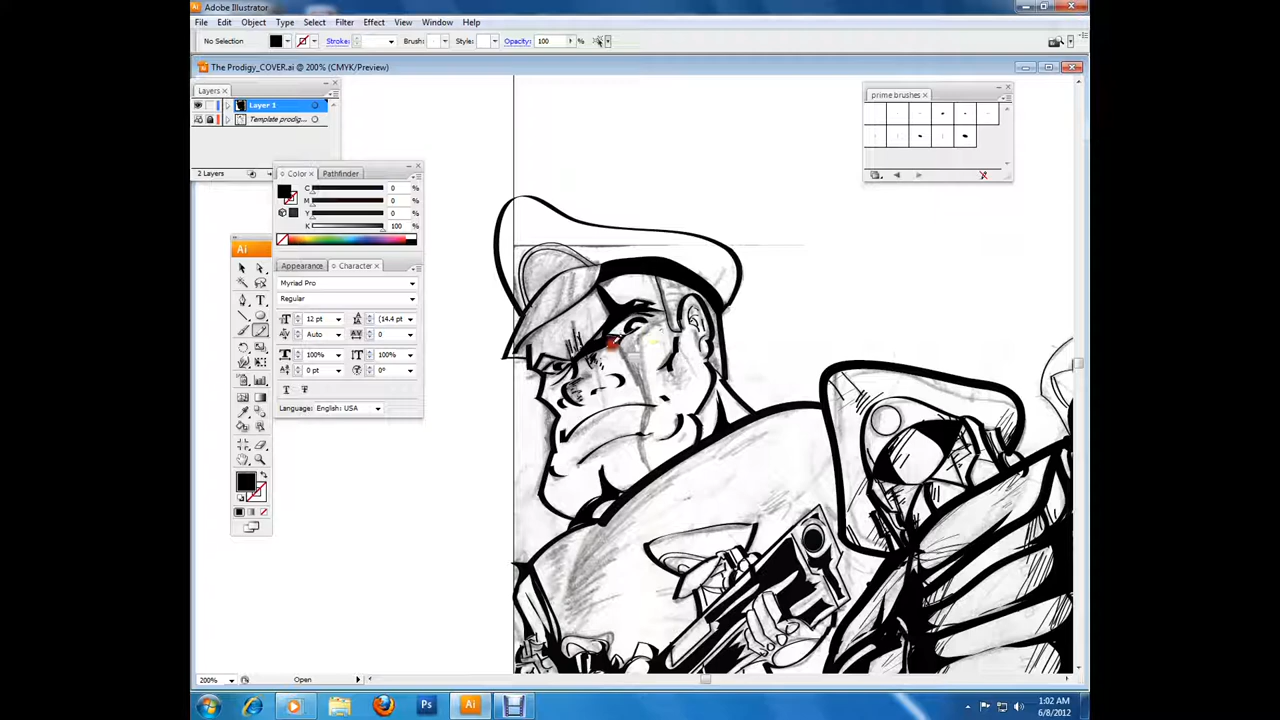 Adobe Illustrator
File Edit Object Type Select Filter Effect View Window Help
No Selection Stroke: Brush: Style: Opacity: 100 %
The Prodigy_COVER.ai @ 200% (CMYK/Preview)
Layers
Layer 1
Template prodig...
2 Layers
prime brushes
Color Pathfinder
C 0 %
M 0 %
Y 0 %
K 100 %
Ai
Appearance Character
Myriad Pro
Regular
12 pt (14.4 pt
Auto 0
100% 100%
0 pt 0°
Language: English: USA
200% Open
Ps Ai
1:02 AM
6/8/2012